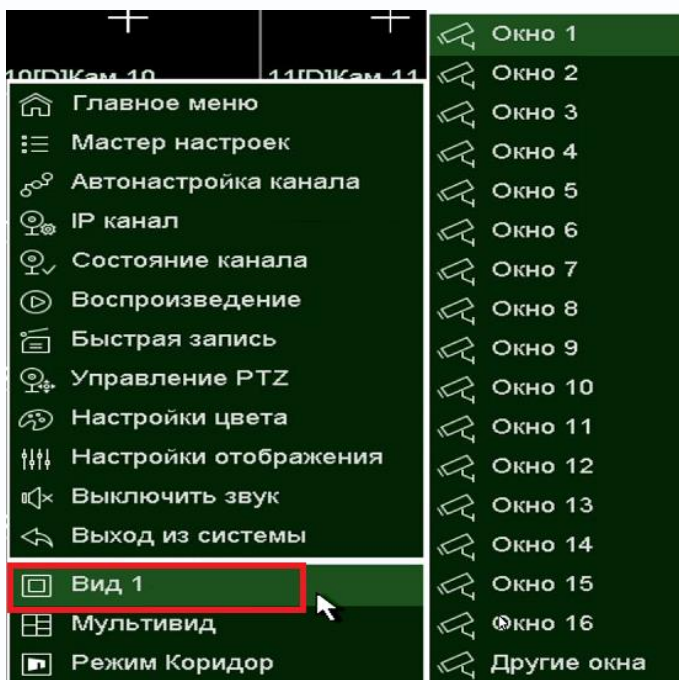 10[D]Кам 10
11[D]Кам 11
Главное меню
Мастер настроек
Автонастройка канала
IP канал
Состояние канала
Воспроизведение
Быстрая запись
Управление PTZ
Настройки цвета
Настройки отображения
Выключить звук
Выход из системы
Вид 1
Мультивид
Режим Коридор
Окно 1
Окно 2
Окно 3
Окно 4
Окно 5
Окно 6
Окно 7
Окно 8
Окно 9
Окно 10
Окно 11
Окно 12
Окно 13
Окно 14
Окно 15
Окно 16
Другие окна